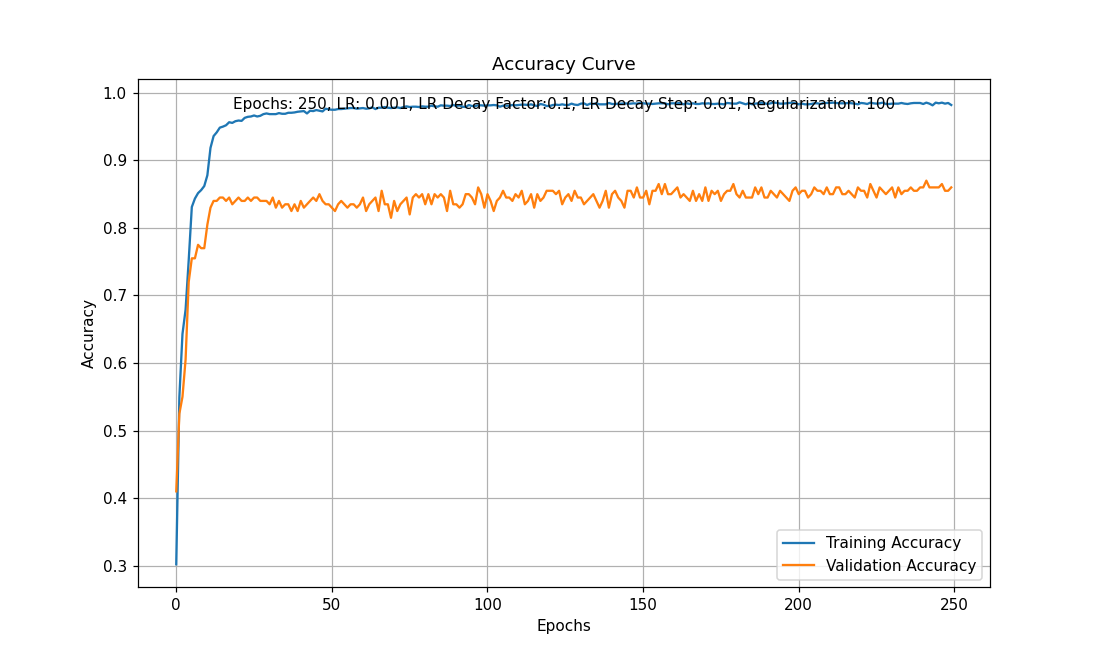 Accuracy Curve
Epochs: 250, LR: 0.001, LR Decay Factor:0.1, LR Decay Step: 0.01, Regularization: 100
1.0
0.9
0.8
0.7
0.6
0.5
0.4
0.3
Accuracy
Training Accuracy
Validation Accuracy
0 50 100 150 200 250
Epochs